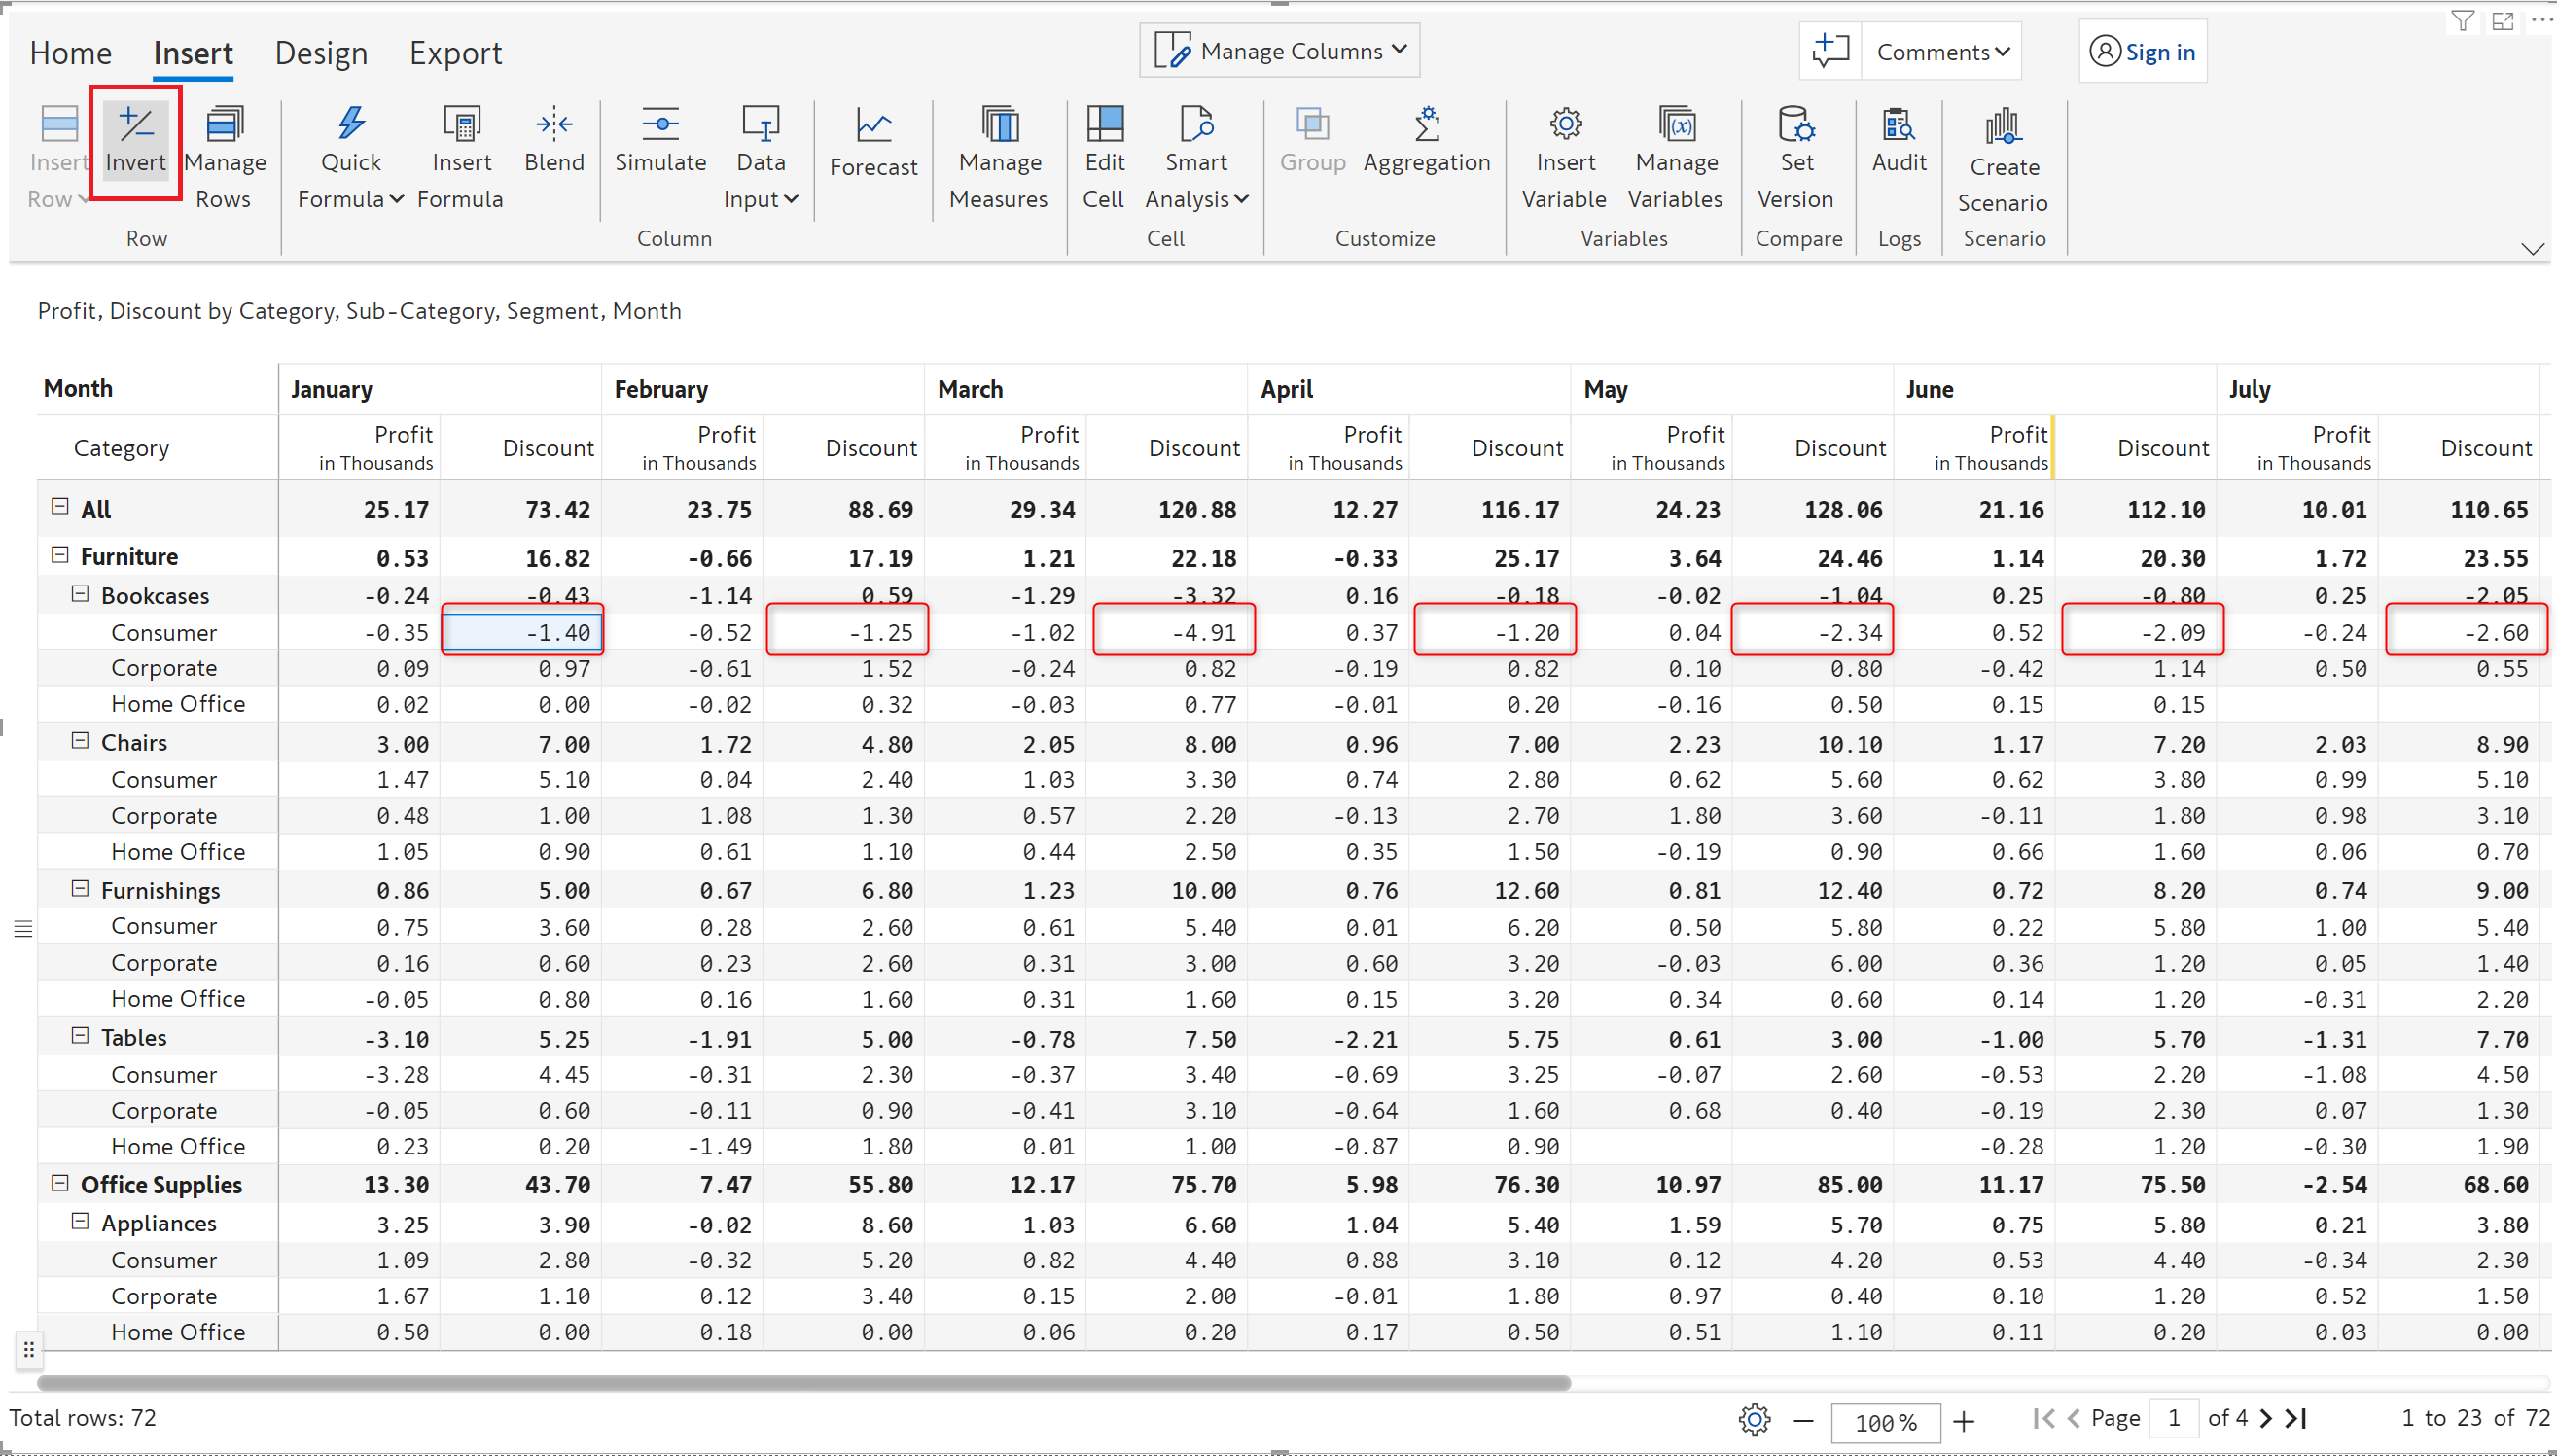 Home Insert Design Export Manage Columns Comments Sign in
Insert Row Invert Manage Rows Quick Formula Insert Formula Blend Simulate Data Input Forecast Manage Measures Edit Cell Smart Analysis Group Aggregation Insert Variable Manage Variables Set Version Audit Create Scenario
Row Column Cell Customize Variables Compare Logs Scenario
Profit, Discount by Category, Sub-Category, Segment, Month
Month January February March April May June July
Category Profit in Thousands Discount Profit in Thousands Discount Profit in Thousands Discount Profit in Thousands Discount Profit in Thousands Discount Profit in Thousands Discount Profit in Thousands Discount
All 25.17 73.42 23.75 88.69 29.34 120.88 12.27 116.17 24.23 128.06 21.16 112.10 10.01 110.65
Furniture 0.53 16.82 -0.66 17.19 1.21 22.18 -0.33 25.17 3.64 24.46 1.14 20.30 1.72 23.55
Bookcases -0.24 -0.43 -1.14 0.59 -1.29 -3.32 0.16 -0.18 -0.02 -1.04 0.25 -0.80 0.25 -2.05
Consumer -0.35 -1.40 -0.52 -1.25 -1.02 -4.91 0.37 -1.20 0.04 -2.34 0.52 -2.09 -0.24 -2.60
Corporate 0.09 0.97 -0.61 1.52 -0.24 0.82 -0.19 0.82 0.10 0.80 -0.42 1.14 0.50 0.55
Home Office 0.02 0.00 -0.02 0.32 -0.03 0.77 -0.01 0.20 -0.16 0.50 0.15 0.15
Chairs 3.00 7.00 1.72 4.80 2.05 8.00 0.96 7.00 2.23 10.10 1.17 7.20 2.03 8.90
Consumer 1.47 5.10 0.04 2.40 1.03 3.30 0.74 2.80 0.62 5.60 0.62 3.80 0.99 5.10
Corporate 0.48 1.00 1.08 1.30 0.57 2.20 -0.13 2.70 1.80 3.60 -0.11 1.80 0.98 3.10
Home Office 1.05 0.90 0.61 1.10 0.44 2.50 0.35 1.50 -0.19 0.90 0.66 1.60 0.06 0.70
Furnishings 0.86 5.00 0.67 6.80 1.23 10.00 0.76 12.60 0.81 12.40 0.72 8.20 0.74 9.00
Consumer 0.75 3.60 0.28 2.60 0.61 5.40 0.01 6.20 0.50 5.80 0.22 5.80 1.00 5.40
Corporate 0.16 0.60 0.23 2.60 0.31 3.00 0.60 3.20 -0.03 6.00 0.36 1.20 0.05 1.40
Home Office -0.05 0.80 0.16 1.60 0.31 1.60 0.15 3.20 0.34 0.60 0.14 1.20 -0.31 2.20
Tables -3.10 5.25 -1.91 5.00 -0.78 7.50 -2.21 5.75 0.61 3.00 -1.00 5.70 -1.31 7.70
Consumer -3.28 4.45 -0.31 2.30 -0.37 3.40 -0.69 3.25 -0.07 2.60 -0.53 2.20 -1.08 4.50
Corporate -0.05 0.60 -0.11 0.90 -0.41 3.10 -0.64 1.60 0.68 0.40 -0.19 2.30 0.07 1.30
Home Office 0.23 0.20 -1.49 1.80 0.01 1.00 -0.87 0.90 -0.28 1.20 -0.30 1.90
Office Supplies 13.30 43.70 7.47 55.80 12.17 75.70 5.98 76.30 10.97 85.00 11.17 75.50 -2.54 68.60
Appliances 3.25 3.90 -0.02 8.60 1.03 6.60 1.04 5.40 1.59 5.70 0.75 5.80 0.21 3.80
Consumer 1.09 2.80 -0.32 5.20 0.82 4.40 0.88 3.10 0.12 4.20 0.53 4.40 -0.34 2.30
Corporate 1.67 1.10 0.12 3.40 0.15 2.00 -0.01 1.80 0.97 0.40 0.10 1.20 0.52 1.50
Home Office 0.50 0.00 0.18 0.00 0.06 0.20 0.17 0.50 0.51 1.10 0.11 0.20 0.03 0.00
Total rows: 72 100% Page 1 of 4 1 to 23 of 72